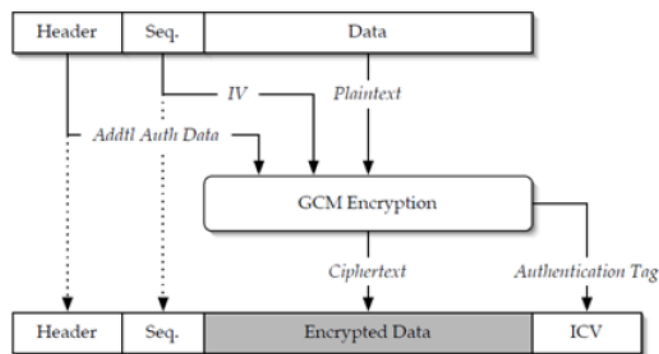 Header Seq. Data
IV Plaintext
Addtl Auth Data
GCM Encryption
Ciphertext Authentication Tag
Header Seq. Encrypted Data ICV